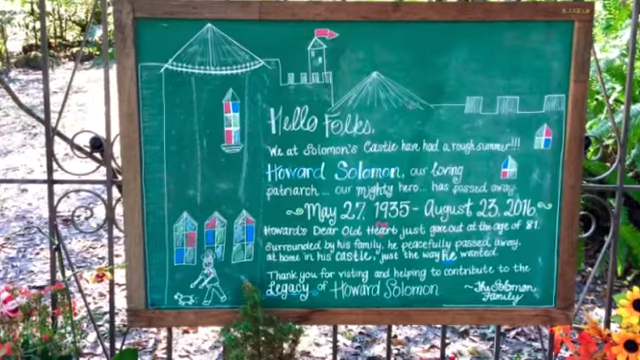 Hello Folks,
We at Solomon's Castle have had a rough summer!!!
Howard Solomon, our loving
patriarch... our mighty hero... has passed away
~May 27, 1935 - August 23, 2016~
Howard's Dear Old Heart just gave out at the age of 81.
Surrounded by his family, he peacefully passed away,
at home in his castle, "just the way he wanted.
Thank you for visting and helping to contribute to the
Legacy of Howard Solomon
~The Solomon
Family